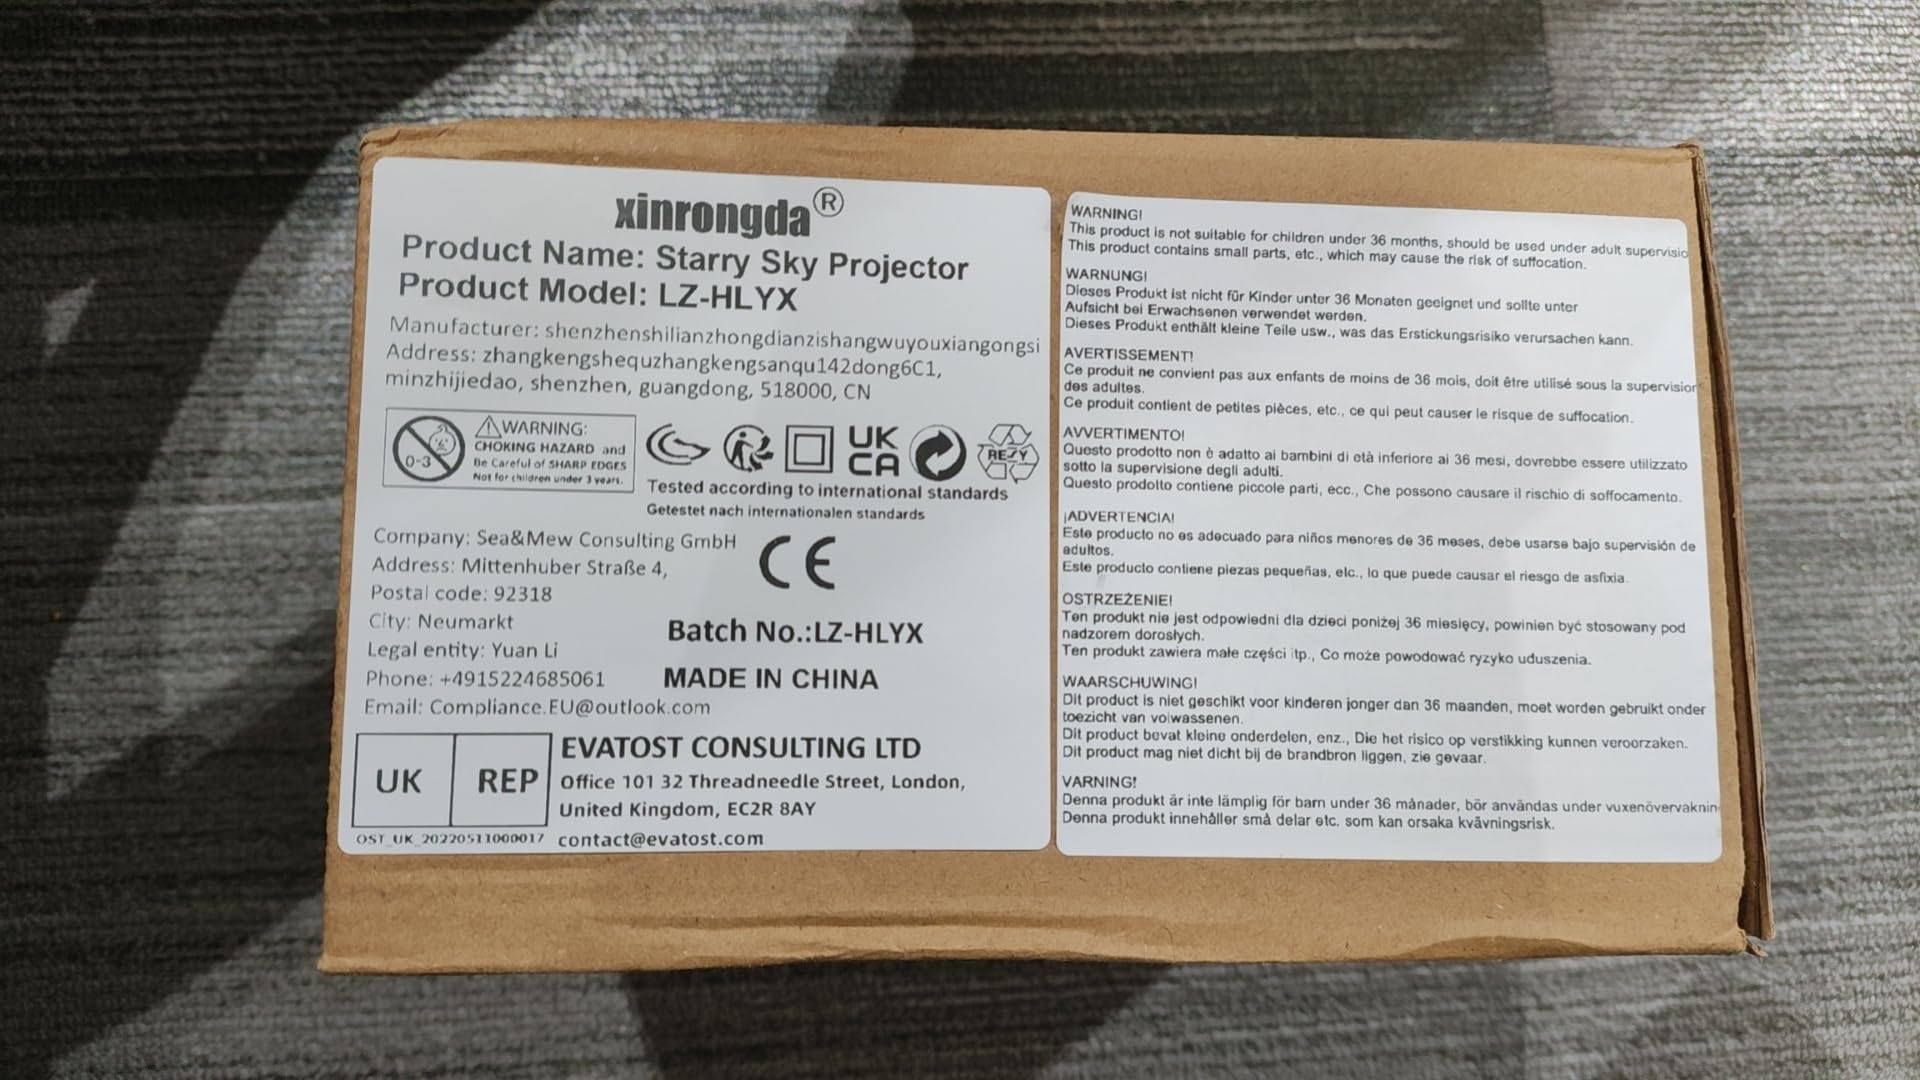 xinrongda®
Product Name: Starry Sky Projector
Product Model: LZ-HLYX
Manufacturer: shenzhenshilianzhongdianzishangwuyouxiangongsi
Address: zhangkengshequzhangkengsanqu142dong6C1,
minzhijiedao, shenzhen, guangdong, 518000, CN
0-3
WARNING:
CHOKING HAZARD and
Be Careful of SHARP EDGES
Not for children under 3 years.
UK
CA
RESY
Tested according to international standards
Getestet nach internationalen standards
Company: Sea&Mew Consulting GmbH
Address: Mittenhuber Straße 4,
Postal code: 92318
City: Neumarkt
Legal entity: Yuan Li
Phone: +4915224685061
Email: Compliance.EU@outlook.com
CE
Batch No.:LZ-HLYX
MADE IN CHINA
UK REP
OST_UK_20220511000017
EVATOST CONSULTING LTD
Office 101 32 Threadneedle Street, London,
United Kingdom, EC2R 8AY
contact@evatost.com
WARNING!
This product is not suitable for children under 36 months, should be used under adult supervisio
This product contains small parts, etc., which may cause the risk of suffocation.
WARNUNG!
Dieses Produkt ist nicht für Kinder unter 36 Monaten geeignet und sollte unter
Aufsicht bei Erwachsenen verwendet werden.
Dieses Produkt enthält kleine Teile usw., was das Erstickungsrisiko verursachen kann.
AVERTISSEMENT!
Ce produit ne convient pas aux enfants de moins de 36 mois, doit être utilisé sous la supervision
des adultes.
Ce produit contient de petites pièces, etc., ce qui peut causer le risque de suffocation.
AVVERTIMENTO!
Questo prodotto non è adatto ai bambini di età inferiore ai 36 mesi, dovrebbe essere utilizzato
sotto la supervisione degli adulti.
Questo prodotto contiene piccole parti, ecc., Che possono causare il rischio di soffocamento.
¡ADVERTENCIA!
Este producto no es adecuado para niños menores de 36 meses, debe usarse bajo supervisión de
adultos.
Este producto contiene piezas pequeñas, etc., lo que puede causar el riesgo de asfixia.
OSTRZEŻENIE!
Ten produkt nie jest odpowiedni dla dzieci poniżej 36 miesięcy, powinien być stosowany pod
nadzorem dorosłych.
Ten produkt zawiera małe części itp., Co może powodować ryzyko uduszenia.
WAARSCHUWING!
Dit product is niet geschikt voor kinderen jonger dan 36 maanden, moet worden gebruikt onder
toezicht van volwassenen.
Dit product bevat kleine onderdelen, enz., Die het risico op verstikking kunnen veroorzaken.
Dit product mag niet dicht bij de brandbron liggen, zie gevaar.
VARNING!
Denna produkt är inte lämplig för barn under 36 månader, bör användas under vuxenövervaknin
Denna produkt innehåller små delar etc. som kan orsaka kvävningsrisk.